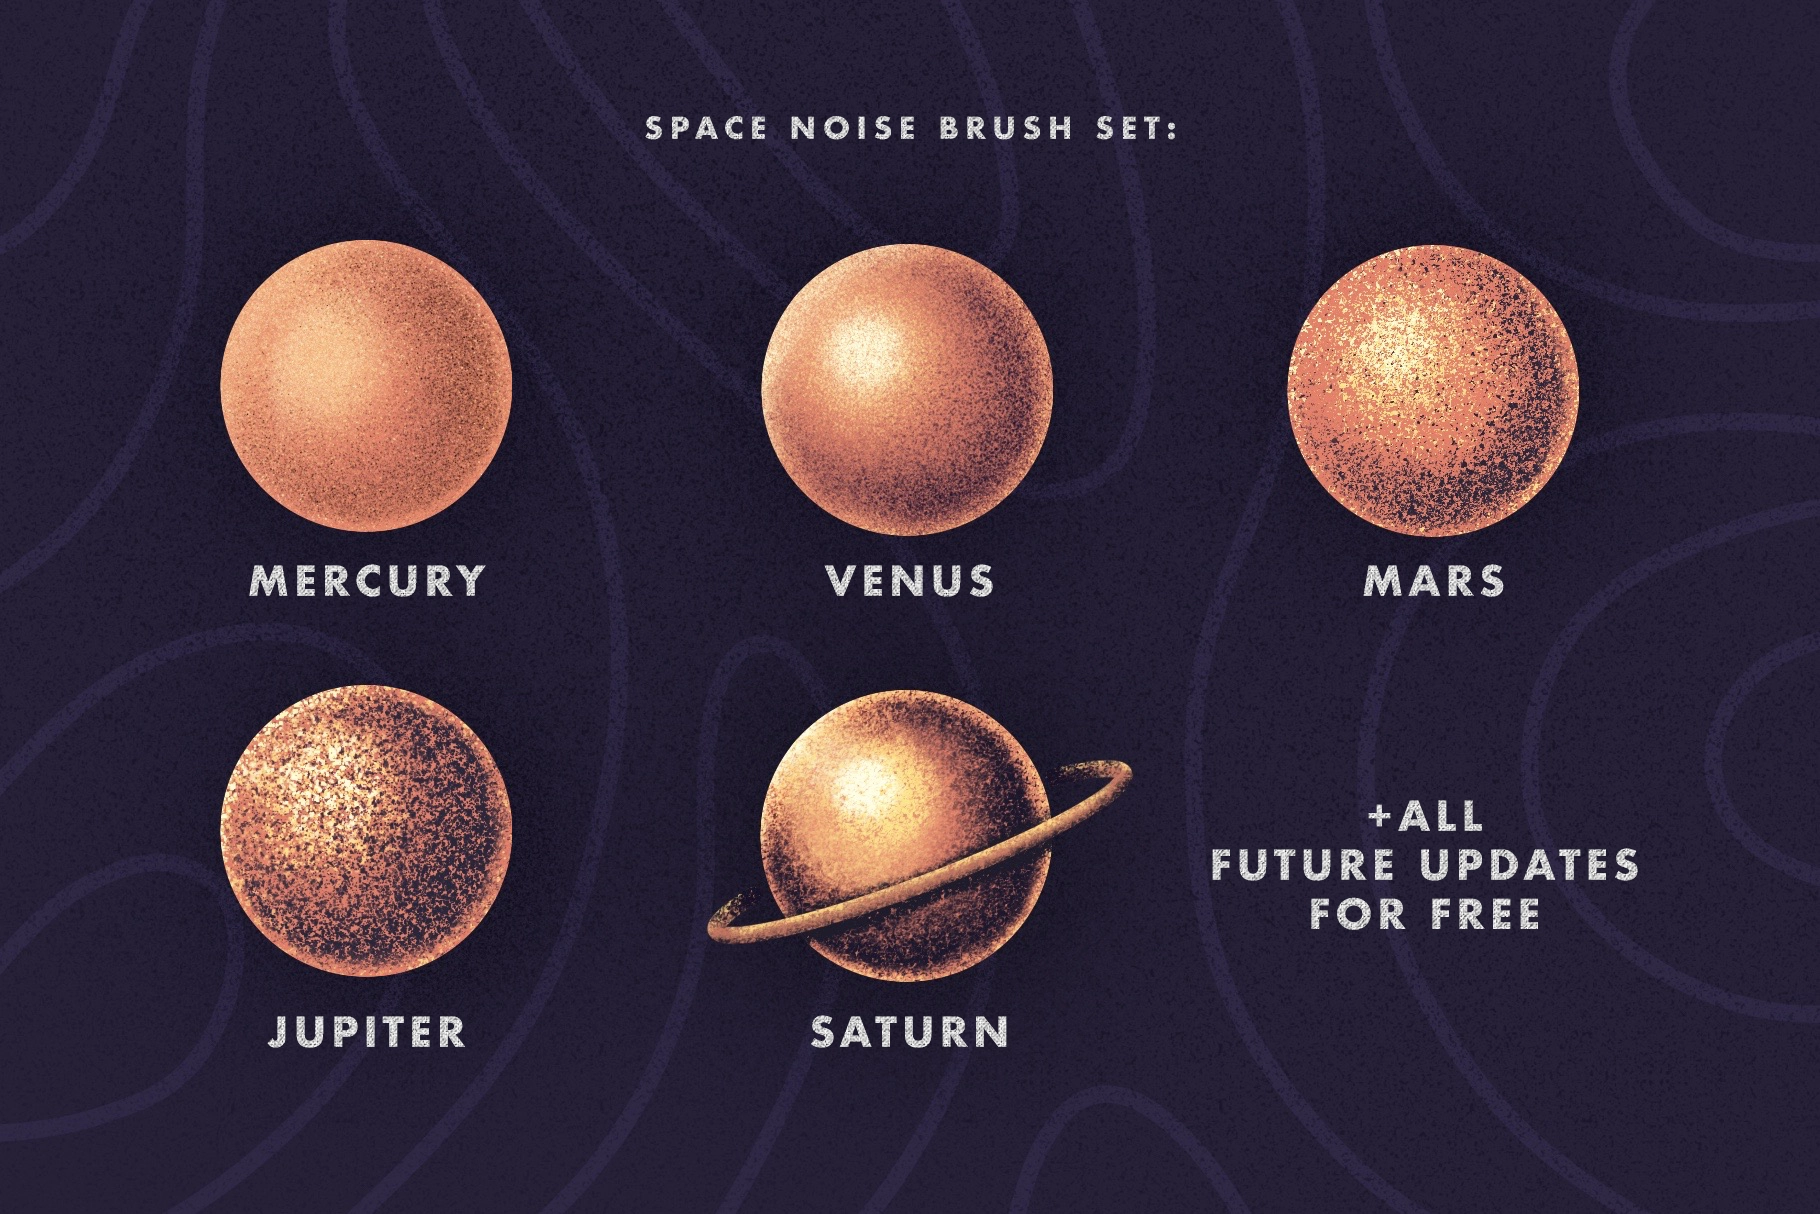 SPACE NOISE BRUSH SET:
MERCURY
VENUS
MARS
JUPITER
SATURN
+ALL
FUTURE UPDATES
FOR FREE